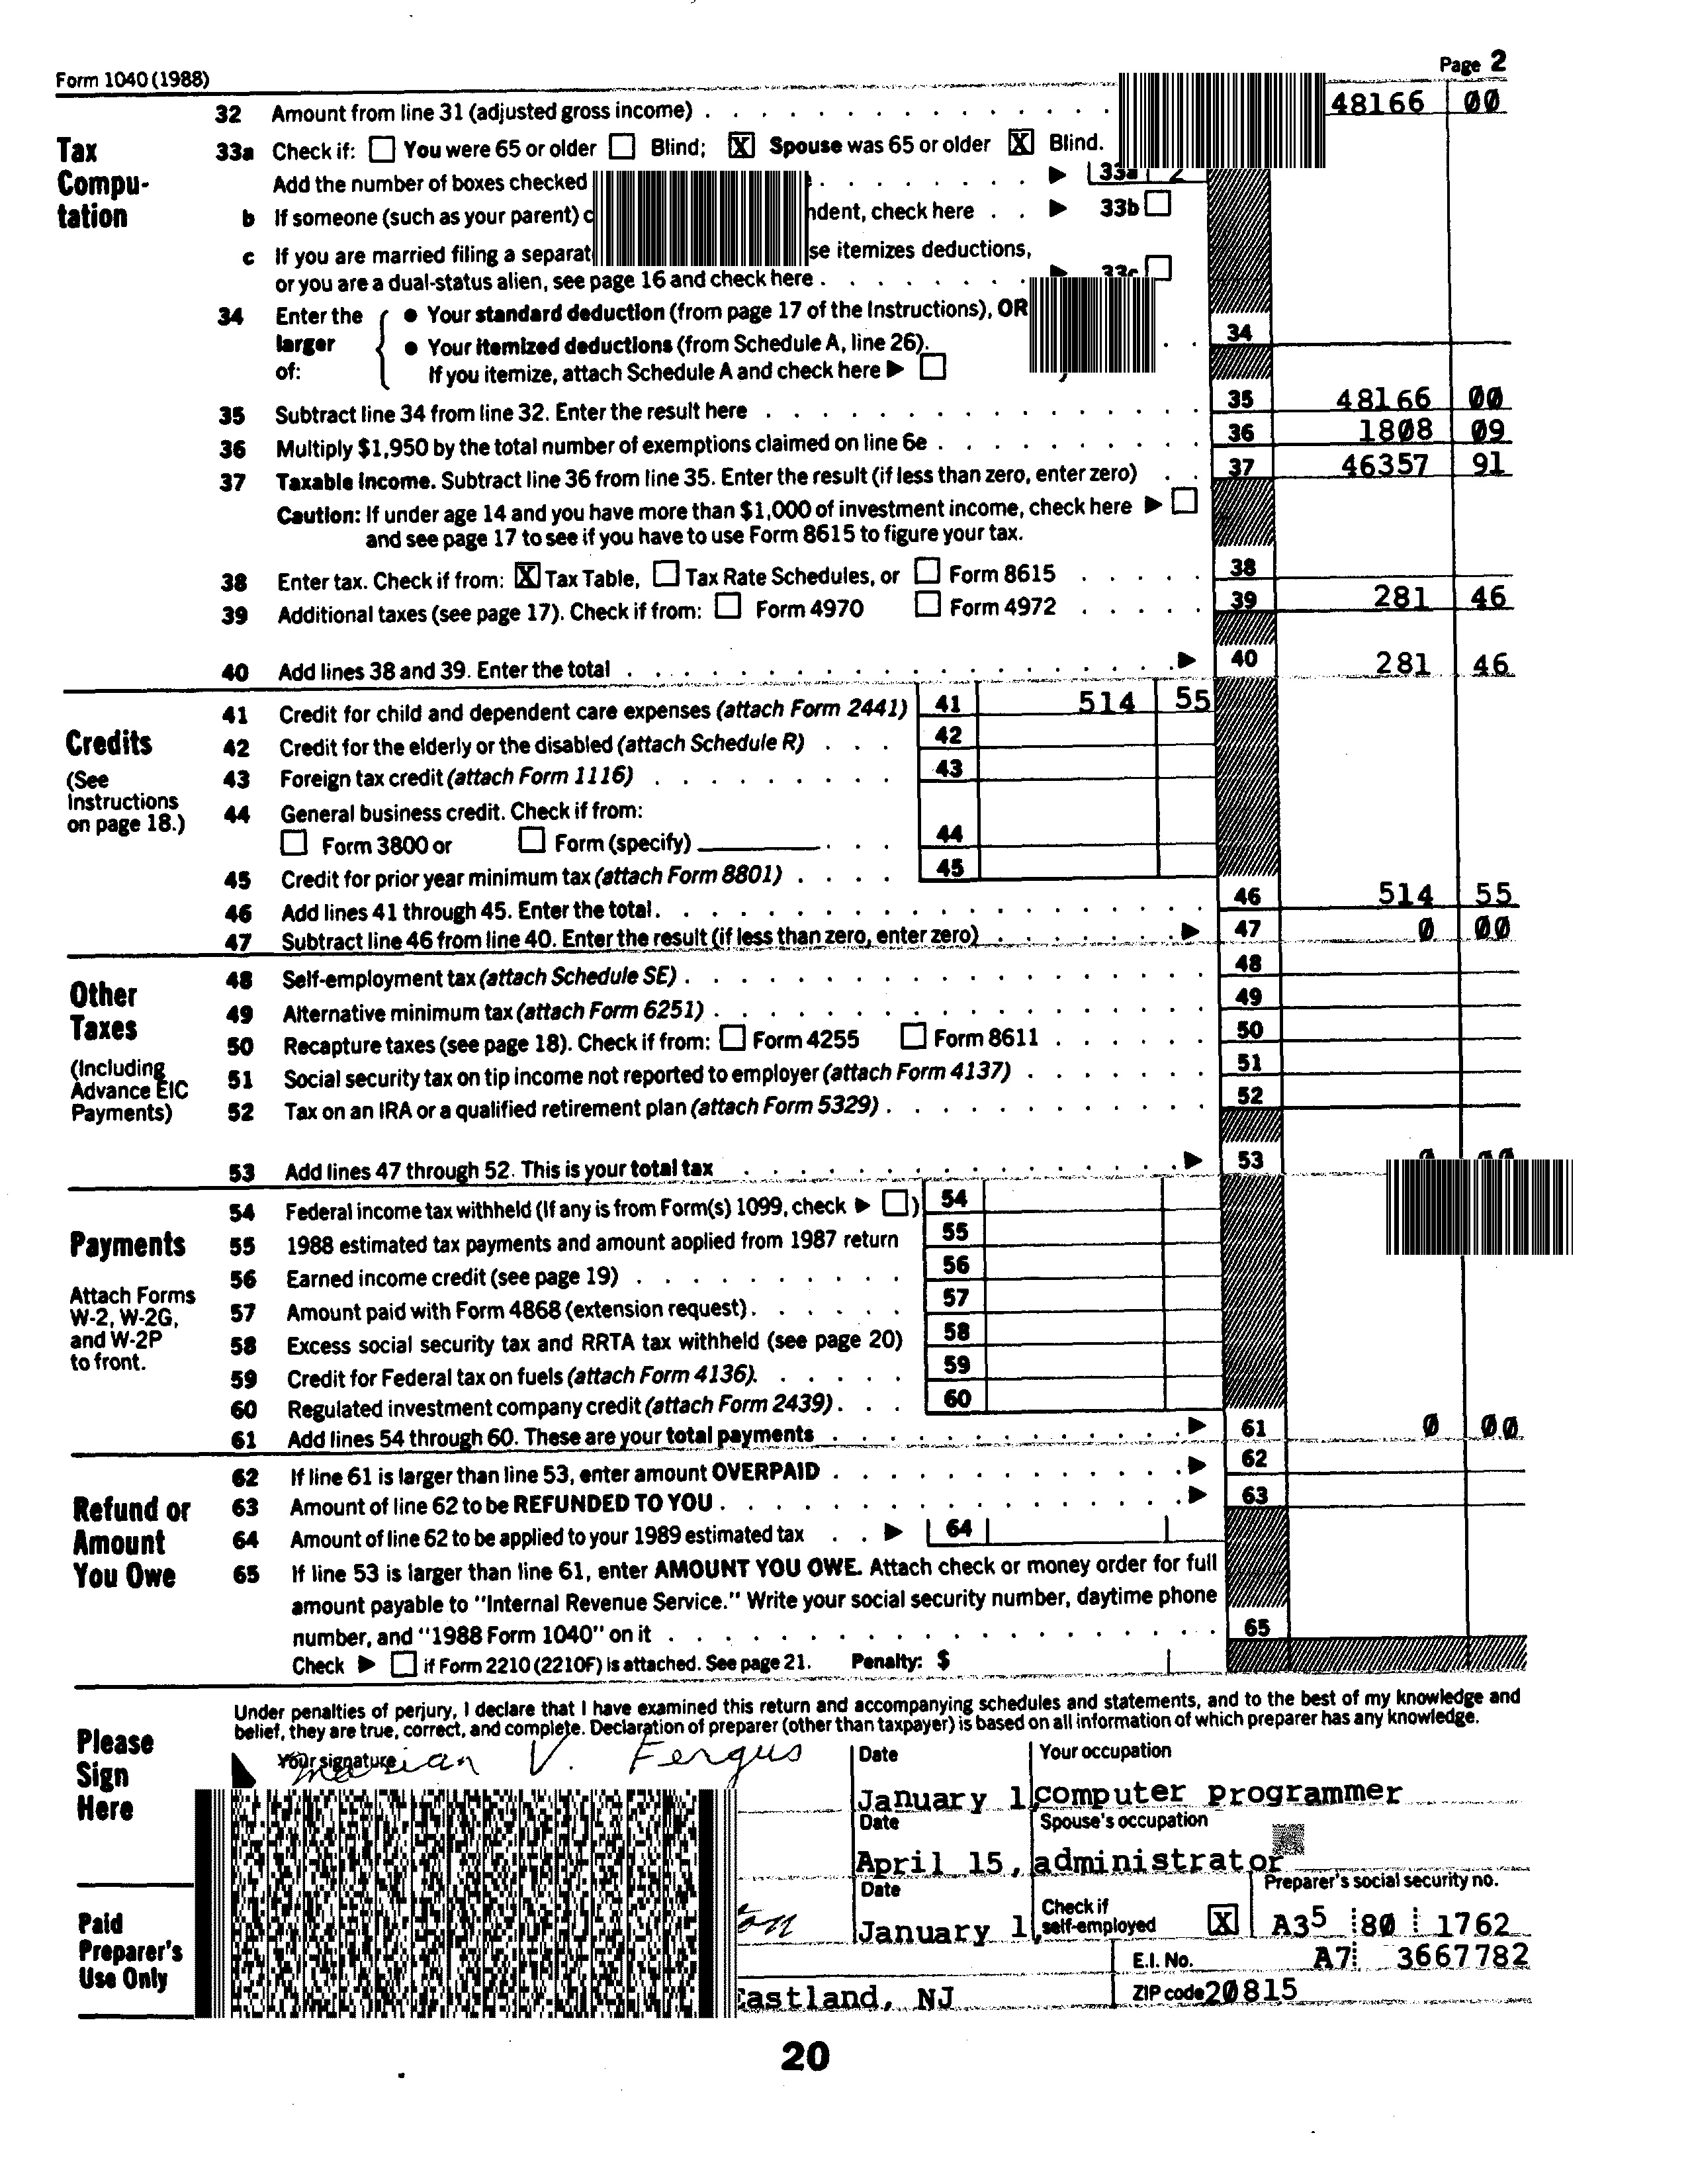 Form 1040 (1988)
Page 2
32 Amount from line 31 (adjusted gross income) 48166 00
Tax Compu-tation
33a Check if: You were 65 or older Blind; X Spouse was 65 or older X Blind.
Add the number of boxes checked 33a 2
b If someone (such as your parent) check here 33b
c If you are married filing a itemizes deductions,
or you are a dual-status alien, see page 16 and check here 33c
34 Enter the larger of: • Your standard deduction (from page 17 of the Instructions), OR
• Your itemized deductions (from Schedule A, line 26). 34
If you itemize, attach Schedule A and check here
35 Subtract line 34 from line 32. Enter the result here 35 48166 00
36 Multiply $1,950 by the total number of exemptions claimed on line 6e 36 1808 09
37 Taxable income. Subtract line 36 from line 35. Enter the result (if less than zero, enter zero) 37 46357 91
Caution: If under age 14 and you have more than $1,000 of investment income, check here
and see page 17 to see if you have to use Form 8615 to figure your tax.
38 Enter tax. Check if from: X Tax Table, Tax Rate Schedules, or Form 8615 38
39 Additional taxes (see page 17). Check if from: Form 4970 Form 4972 39 281 46
40 Add lines 38 and 39. Enter the total 40 281 46
Credits
(See Instructions on page 18.)
41 Credit for child and dependent care expenses (attach Form 2441) 41 514 55
42 Credit for the elderly or the disabled (attach Schedule R) 42
43 Foreign tax credit (attach Form 1116) 43
44 General business credit. Check if from:
Form 3800 or Form (specify) 44
45 Credit for prior year minimum tax (attach Form 8801) 45
46 Add lines 41 through 45. Enter the total 46 514 55
47 Subtract line 46 from line 40. Enter the result (if less than zero, enter zero) 47 0 00
Other Taxes
(Including Advance EIC Payments)
48 Self-employment tax (attach Schedule SE) 48
49 Alternative minimum tax (attach Form 6251) 49
50 Recapture taxes (see page 18). Check if from: Form 4255 Form 8611 50
51 Social security tax on tip income not reported to employer (attach Form 4137) 51
52 Tax on an IRA or a qualified retirement plan (attach Form 5329) 52
53 Add lines 47 through 52. This is your total tax 53
Payments
Attach Forms W-2, W-2G, and W-2P to front.
54 Federal income tax withheld (If any is from Form(s) 1099, check ) 54
55 1988 estimated tax payments and amount applied from 1987 return 55
56 Earned income credit (see page 19) 56
57 Amount paid with Form 4868 (extension request) 57
58 Excess social security tax and RRTA tax withheld (see page 20) 58
59 Credit for Federal tax on fuels (attach Form 4136) 59
60 Regulated investment company credit (attach Form 2439) 60
61 Add lines 54 through 60. These are your total payments 61 0 00
Refund or Amount You Owe
62 If line 61 is larger than line 53, enter amount OVERPAID 62
63 Amount of line 62 to be REFUNDED TO YOU 63
64 Amount of line 62 to be applied to your 1989 estimated tax 64
65 If line 53 is larger than line 61, enter AMOUNT YOU OWE. Attach check or money order for full
amount payable to "Internal Revenue Service." Write your social security number, daytime phone
number, and "1988 Form 1040" on it 65
Check if Form 2210 (2210F) is attached. See page 21. Penalty: $
Please Sign Here
Under penalties of perjury, I declare that I have examined this return and accompanying schedules and statements, and to the best of my knowledge and
belief, they are true, correct, and complete. Declaration of preparer (other than taxpayer) is based on all information of which preparer has any knowledge.
Your signature Marian V. Fergus
Date January 1,
Your occupation computer programmer
Date April 15,
Spouse's occupation administrator
Paid Preparer's Use Only
Date January 1,
Check if self-employed X
Preparer's social security no. A35 80 1762
E.I. No. A7 3667782
Eastland, NJ
ZIP code 20815
20